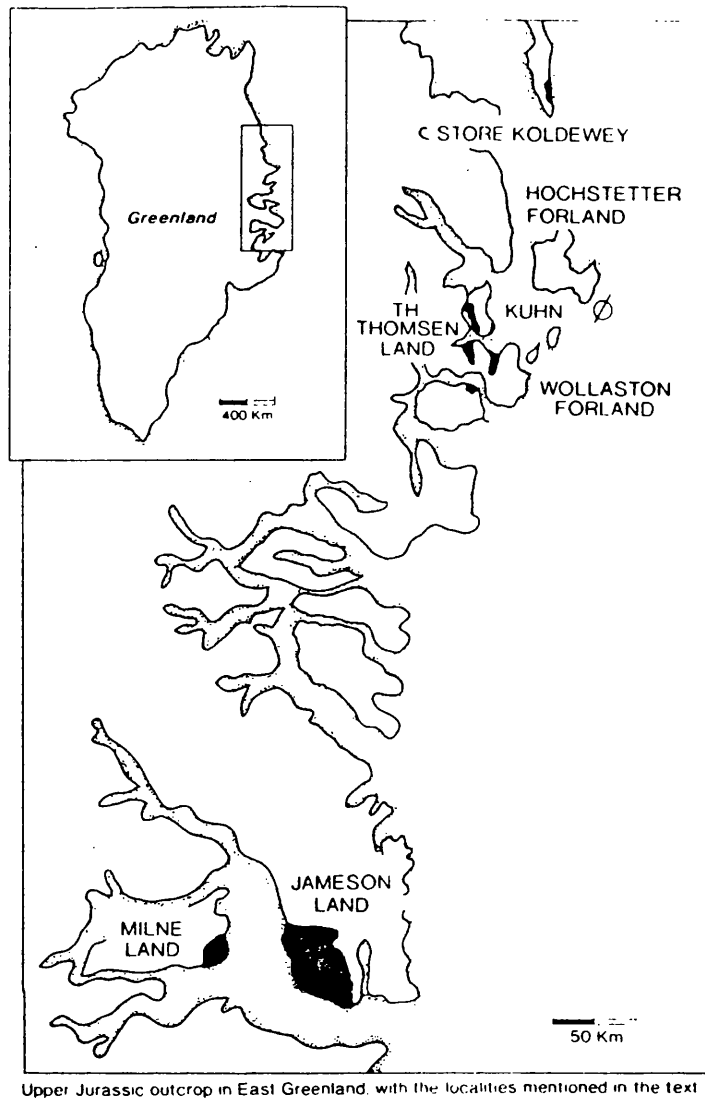 Greenland
400 Km
C STORE KOLDEWEY
HOCHSTETTER
FORLAND
TH
THOMSEN
LAND
KUHN Ø
WOLLASTON
FORLAND
JAMESON
LAND
MILNE
LAND
50 Km
Upper Jurassic outcrop in East Greenland, with the localities mentioned in the text